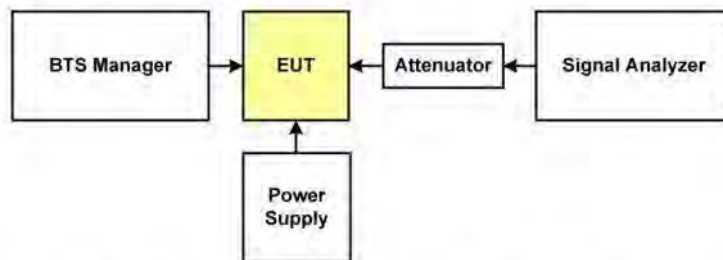 BTS Manager
EUT
Attenuator
Signal Analyzer
Power
Supply